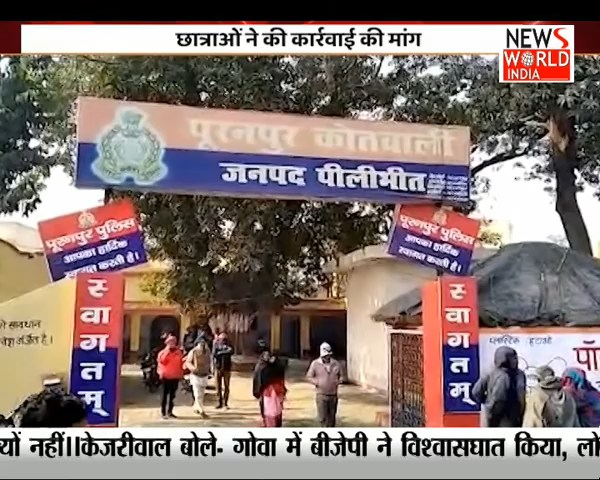 छात्राओं ने की कार्रवाई की मांग
NEWS
WORLD
INDIA
पूरनपुर कोतवाली
जनपद पीलीभीत
पूरनपुर पुलिस
आपका हार्दिक
स्वागत करती है।
पूरनपुर पुलिस
आपका हार्दिक
स्वागत करती है।
स्वागतम्
स्वागतम्
प्लास्टिक हटाओ
यों नहीं।।केजरीवाल बोले- गोवा में बीजेपी ने विश्वासघात किया, लो